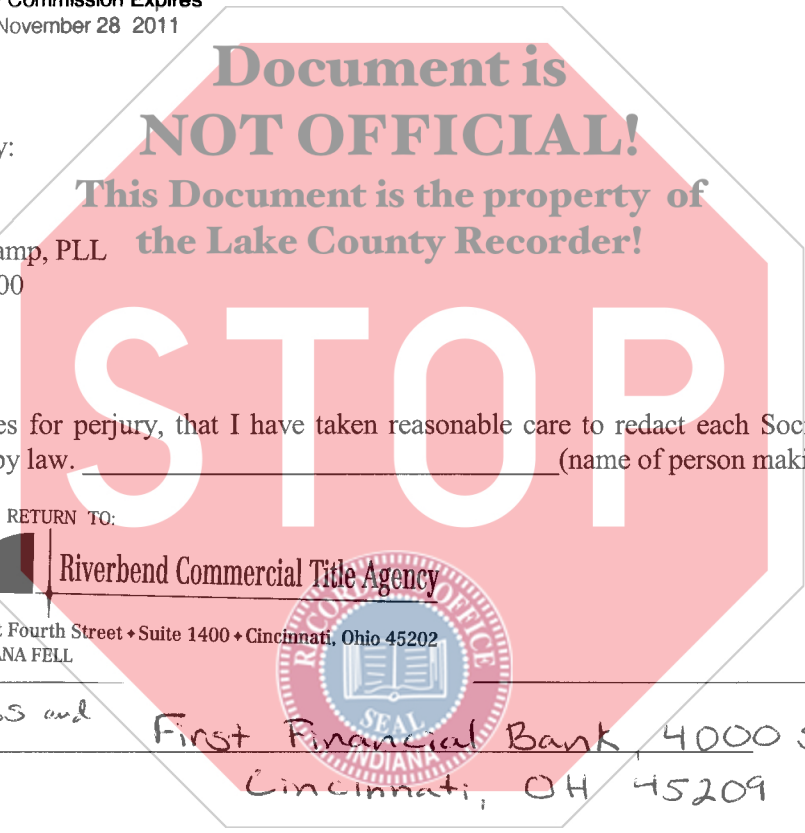 Commission Expires
November 28 2011
Document is
NOT OFFICIAL!
This Document is the property of
the Lake County Recorder!
y:
amp, PLL
00
STOP
es for perjury, that I have taken reasonable care to redact each Soci
by law. (name of person maki
RETURN TO:
Riverbend Commercial Title Agency
t Fourth Street ♦ Suite 1400 ♦ Cincinnati, Ohio 45202
ANA FELL
RECORDERS OFFICE
SEAL
INDIANA
ss and
First Financial Bank, 4000 S
Cincinnati, OH 45209